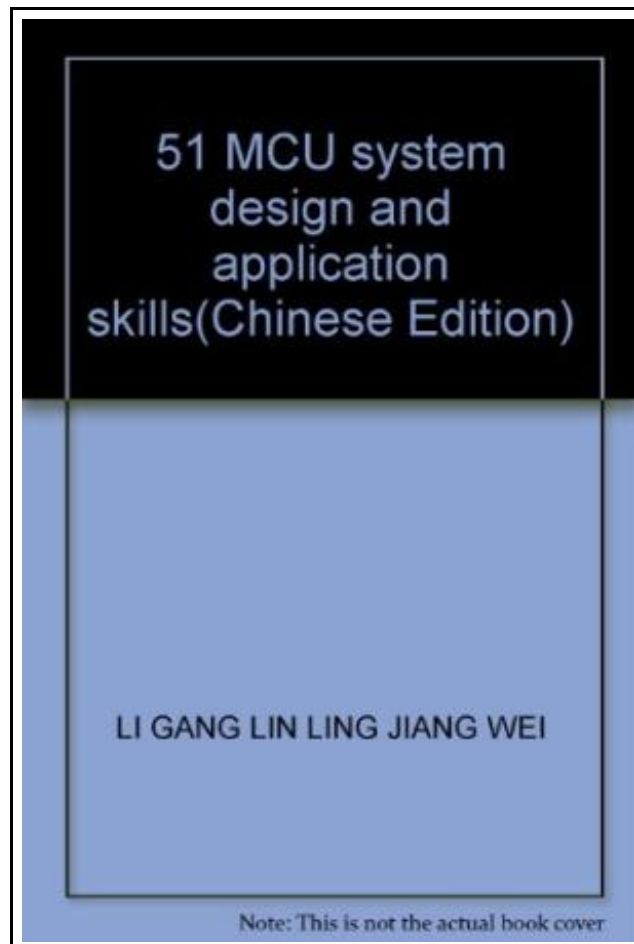 51 MCU system
design and
application
skills(Chinese Edition)
LI GANG LIN LING JIANG WEI
Note: This is not the actual book cover